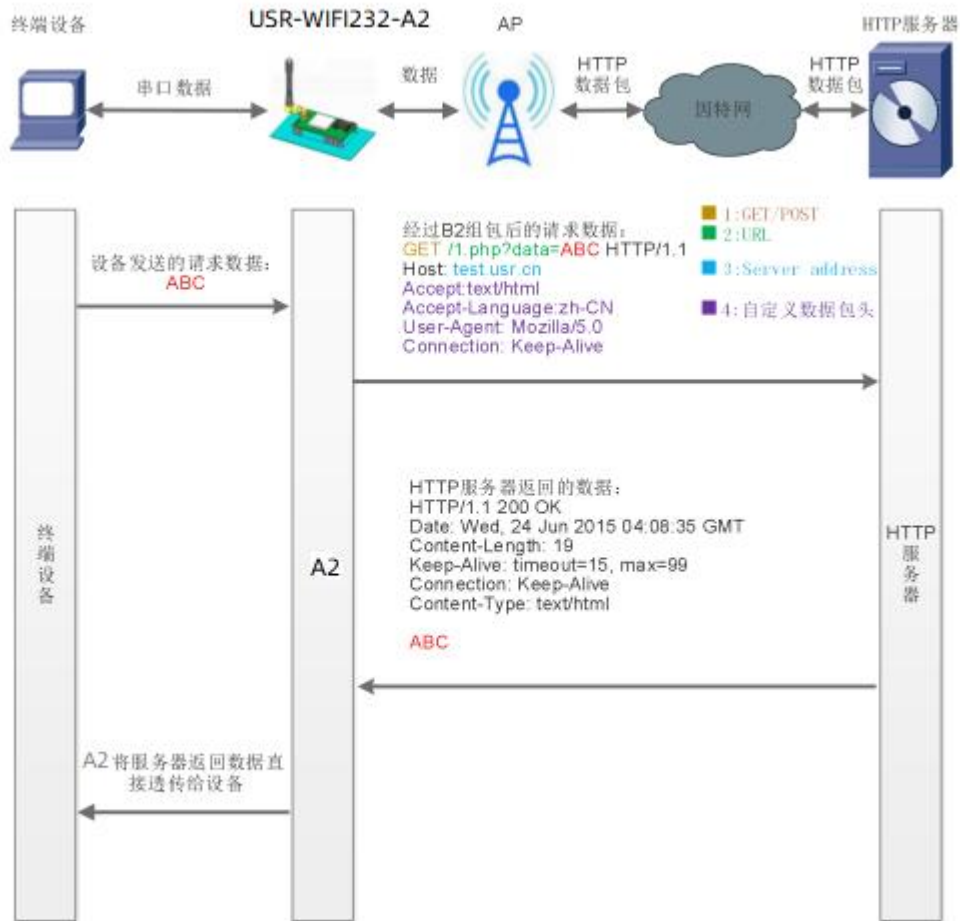 终端设备
USR-WIFI232-A2
AP
HTTP服务器
串口数据
数据
HTTP
数据包
因特网
HTTP
数据包
设备发送的请求数据:
ABC
经过B2组包后的请求数据:
GET /1.php?data=ABC HTTP/1.1
Host: test.usr.cn
Accept:text/html
Accept-Language:zh-CN
User-Agent: Mozilla/5.0
Connection: Keep-Alive
1:GET/POST
2:URL
3:Server address
4:自定义数据包头
HTTP服务器返回的数据:
HTTP/1.1 200 OK
Date: Wed, 24 Jun 2015 04:08:35 GMT
Content-Length: 19
Keep-Alive: timeout=15, max=99
Connection: Keep-Alive
Content-Type: text/html
ABC
终
端
设
备
A2
HTTP
服
务
器
A2将服务器返回数据直
接透传给设备